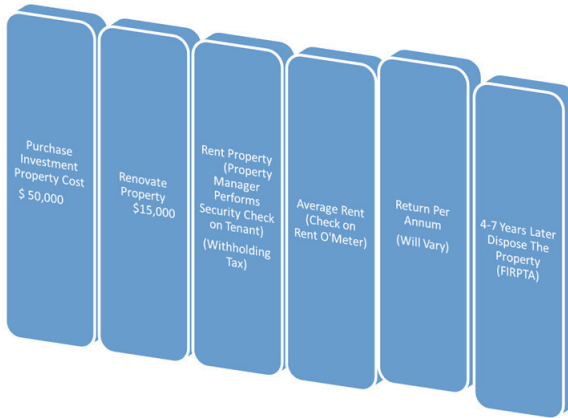 Purchase
Investment
Property Cost
$ 50,000
Renovate
Property
$15,000
Rent Property
(Property
Manager
Performs
Security Check
on Tenant)
(Withholding
Tax)
Average Rent
(Check on
Rent O'Meter)
Return Per
Annum
(Will Vary)
4-7 Years Later
Dispose The
Property
(FIRPTA)